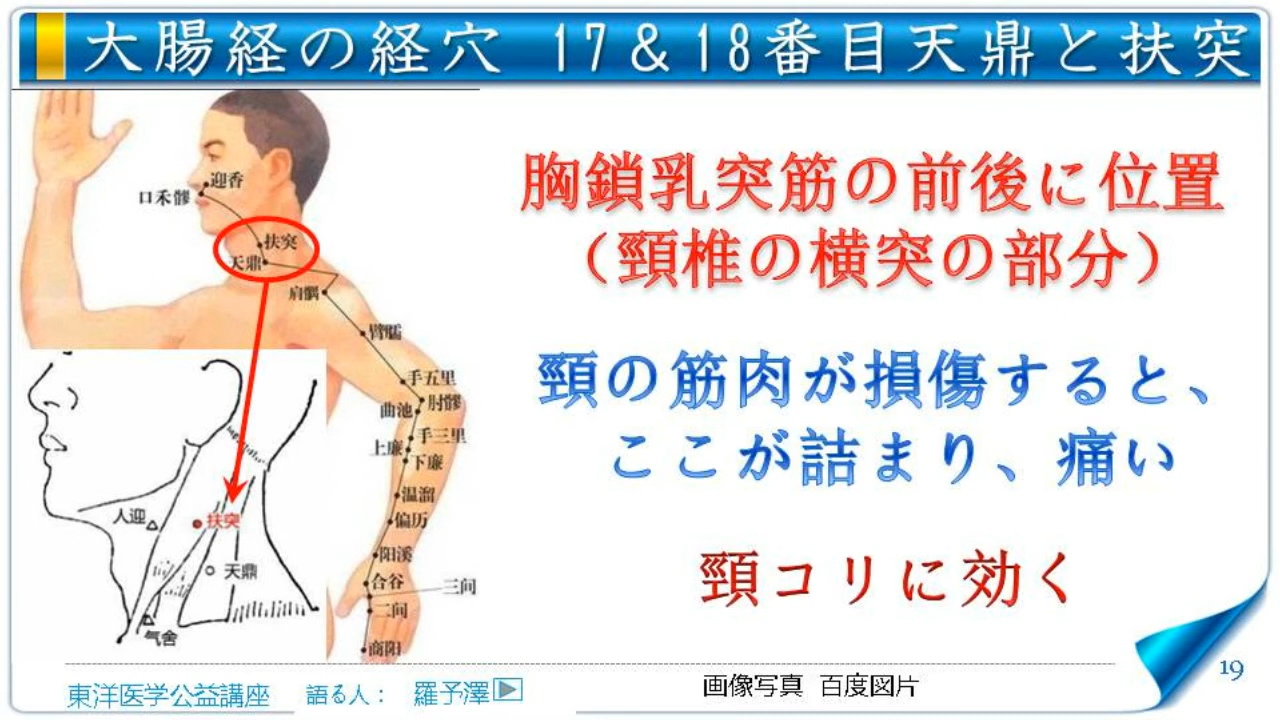 大腸経の経穴 17＆18番目天鼎と扶突
胸鎖乳突筋の前後に位置
（頸椎の横突の部分）
頸の筋肉が損傷すると、
ここが詰まり、痛い
頸コリに効く
迎香
口禾髎
扶突
天鼎
肩髃
臂臑
手五里
肘髎
曲池
手三里
上廉
下廉
温溜
偏历
阳溪
合谷
三间
二间
商阳
人迎
扶突
天鼎
气舍
東洋医学公益講座 語る人： 羅予澤
画像写真 百度図片
19